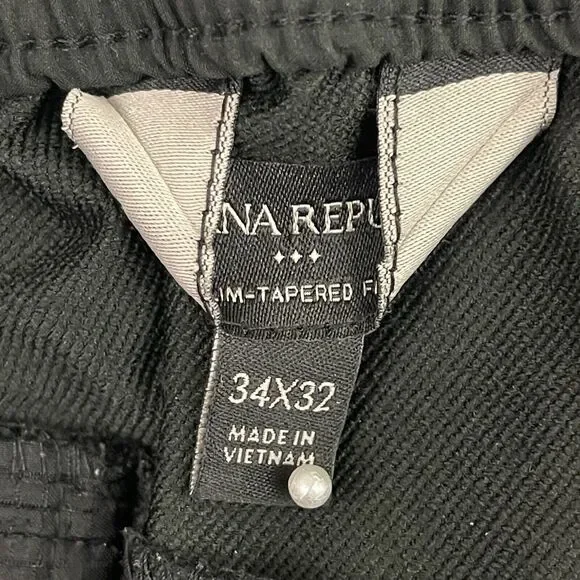 NA REPU
IM-TAPERED F
34X32
MADE IN
VIETNAM